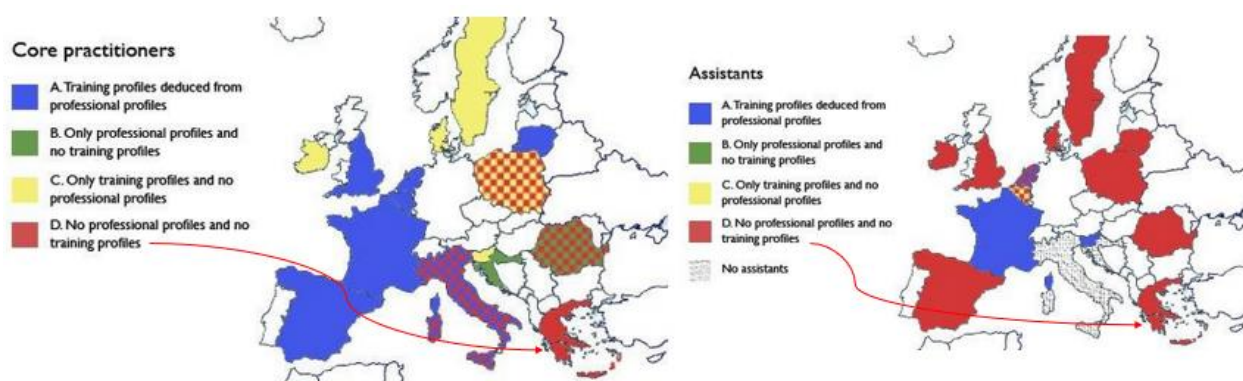 Core practitioners
A. Training profiles deduced from
professional profiles
B. Only professional profiles and
no training profiles
C. Only training profiles and no
professional profiles
D. No professional profiles and no
training profiles
Assistants
A. Training profiles deduced from
professional profiles
B. Only professional profiles and
no training profiles
C. Only training profiles and no
professional profiles
D. No professional profiles and no
training profiles
No assistants